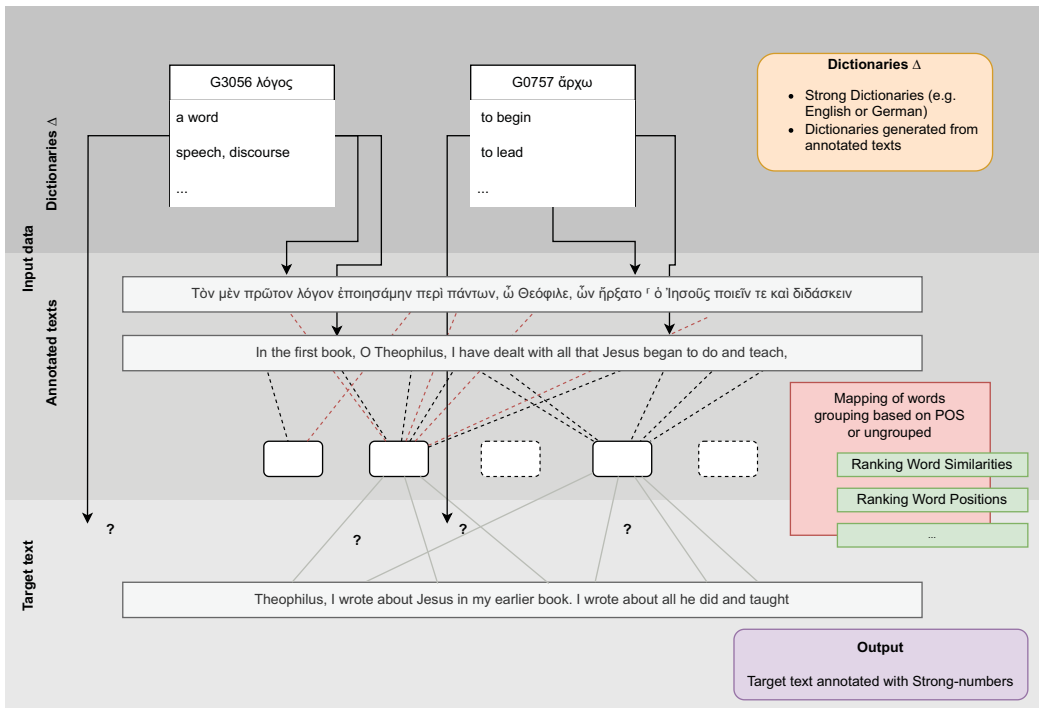 Dictionaries Δ
Input data
Annotated texts
Target text
G3056 λόγος
a word
speech, discourse
...
G0757 ἄρχω
to begin
to lead
...
Dictionaries Δ
• Strong Dictionaries (e.g.
English or German)
• Dictionaries generated from
annotated texts
Τὸν μὲν πρῶτον λόγον ἐποιησάμην περὶ πάντων, ὦ Θεόφιλε, ὧν ἤρξατο ⸀ ὁ Ἰησοῦς ποιεῖν τε καὶ διδάσκειν
In the first book, O Theophilus, I have dealt with all that Jesus began to do and teach,
Mapping of words
grouping based on POS
or ungrouped
Ranking Word Similarities
Ranking Word Positions
...
?
?
?
?
Theophilus, I wrote about Jesus in my earlier book. I wrote about all he did and taught
Output
Target text annotated with Strong-numbers